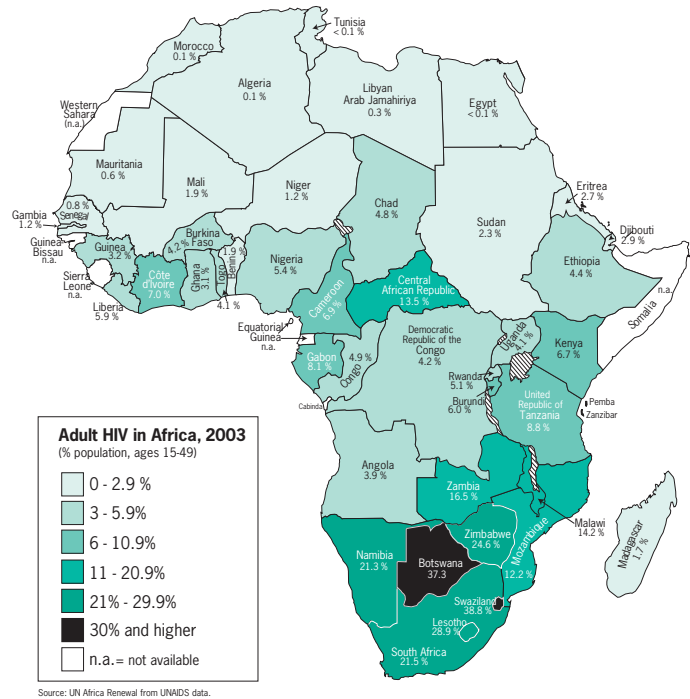 Tunisia
< 0.1 %
Morocco
0.1 %
Algeria
0.1 %
Libyan
Arab Jamahiriya
0.3 %
Egypt
<0.1 %
Western
Sahara
(n.a.)
Mauritania
0.6 %
Mali
1.9 %
Niger
1.2 %
Chad
4.8 %
Sudan
2.3 %
Eritrea
2.7 %
Djibouti
2.9 %
0.8 %
Senegal
Gambia
1.2 %
Guinea
Bissau
n.a.
Guinea
3.2 %
Sierra
Leone
n.a.
Liberia
5.9 %
Côte
d'Ivoire
7.0 %
Burkina
Faso
4.2 %
Ghana
3.1 %
Togo
4.1 %
Benin
1.9 %
Nigeria
5.4 %
Cameroon
6.9 %
Central
African Republic
13.5 %
Ethiopia
4.4 %
Somalia
n.a.
Equatorial
Guinea
n.a.
Gabon
8.1 %
Congo
4.9 %
Democratic
Republic of the
Congo
4.2 %
Uganda
4.1 %
Kenya
6.7 %
Rwanda
5.1 %
Burundi
6.0 %
United
Republic of
Tanzania
8.8 %
Pemba
Zanzibar
Cabinda
Angola
3.9 %
Zambia
16.5 %
Malawi
14.2 %
Mozambique
12.2 %
Madagascar
1.7 %
Zimbabwe
24.6 %
Namibia
21.3 %
Botswana
37.3
Swaziland
38.8 %
Lesotho
28.9 %
South Africa
21.5 %
Adult HIV in Africa, 2003
(% population, ages 15-49)
0 - 2.9 %
3 - 5.9%
6 - 10.9%
11 - 20.9%
21% - 29.9%
30% and higher
n.a.= not available
Source: UN Africa Renewal from UNAIDS data.